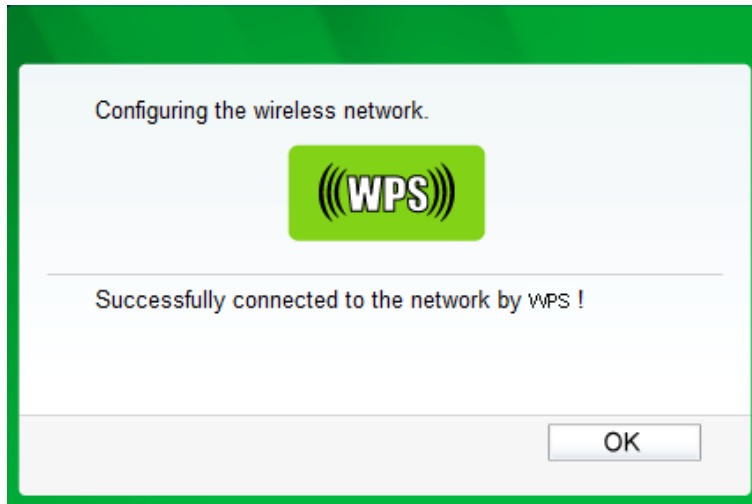 Configuring the wireless network.
(((WPS)))
Successfully connected to the network by WPS !
OK